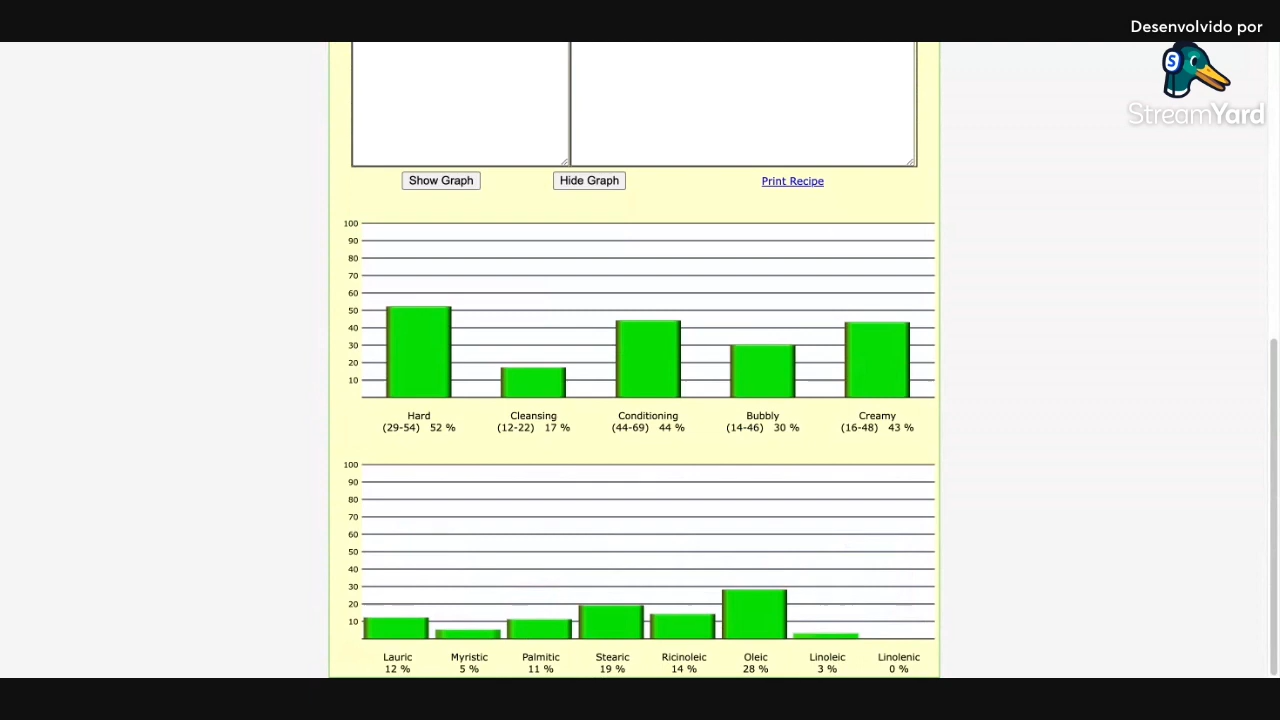 Desenvolvido por
S
StreamYard
Show Graph Hide Graph Print Recipe
100
90
80
70
60
50
40
30
20
10
Hard Cleansing Conditioning Bubbly Creamy
(29-54) 52 % (12-22) 17 % (44-69) 44 % (14-46) 30 % (16-48) 43 %
100
90
80
70
60
50
40
30
20
10
Lauric Myristic Palmitic Stearic Ricinoleic Oleic Linoleic Linolenic
12 % 5 % 11 % 19 % 14 % 28 % 3 % 0 %